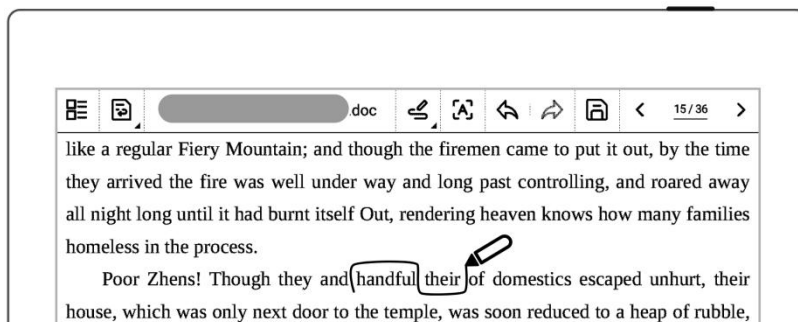 .doc
[A]
15/36
like a regular Fiery Mountain; and though the firemen came to put it out, by the time
they arrived the fire was well under way and long past controlling, and roared away
all night long until it had burnt itself Out, rendering heaven knows how many families
homeless in the process.
Poor Zhens! Though they and handful their of domestics escaped unhurt, their
house, which was only next door to the temple, was soon reduced to a heap of rubble,